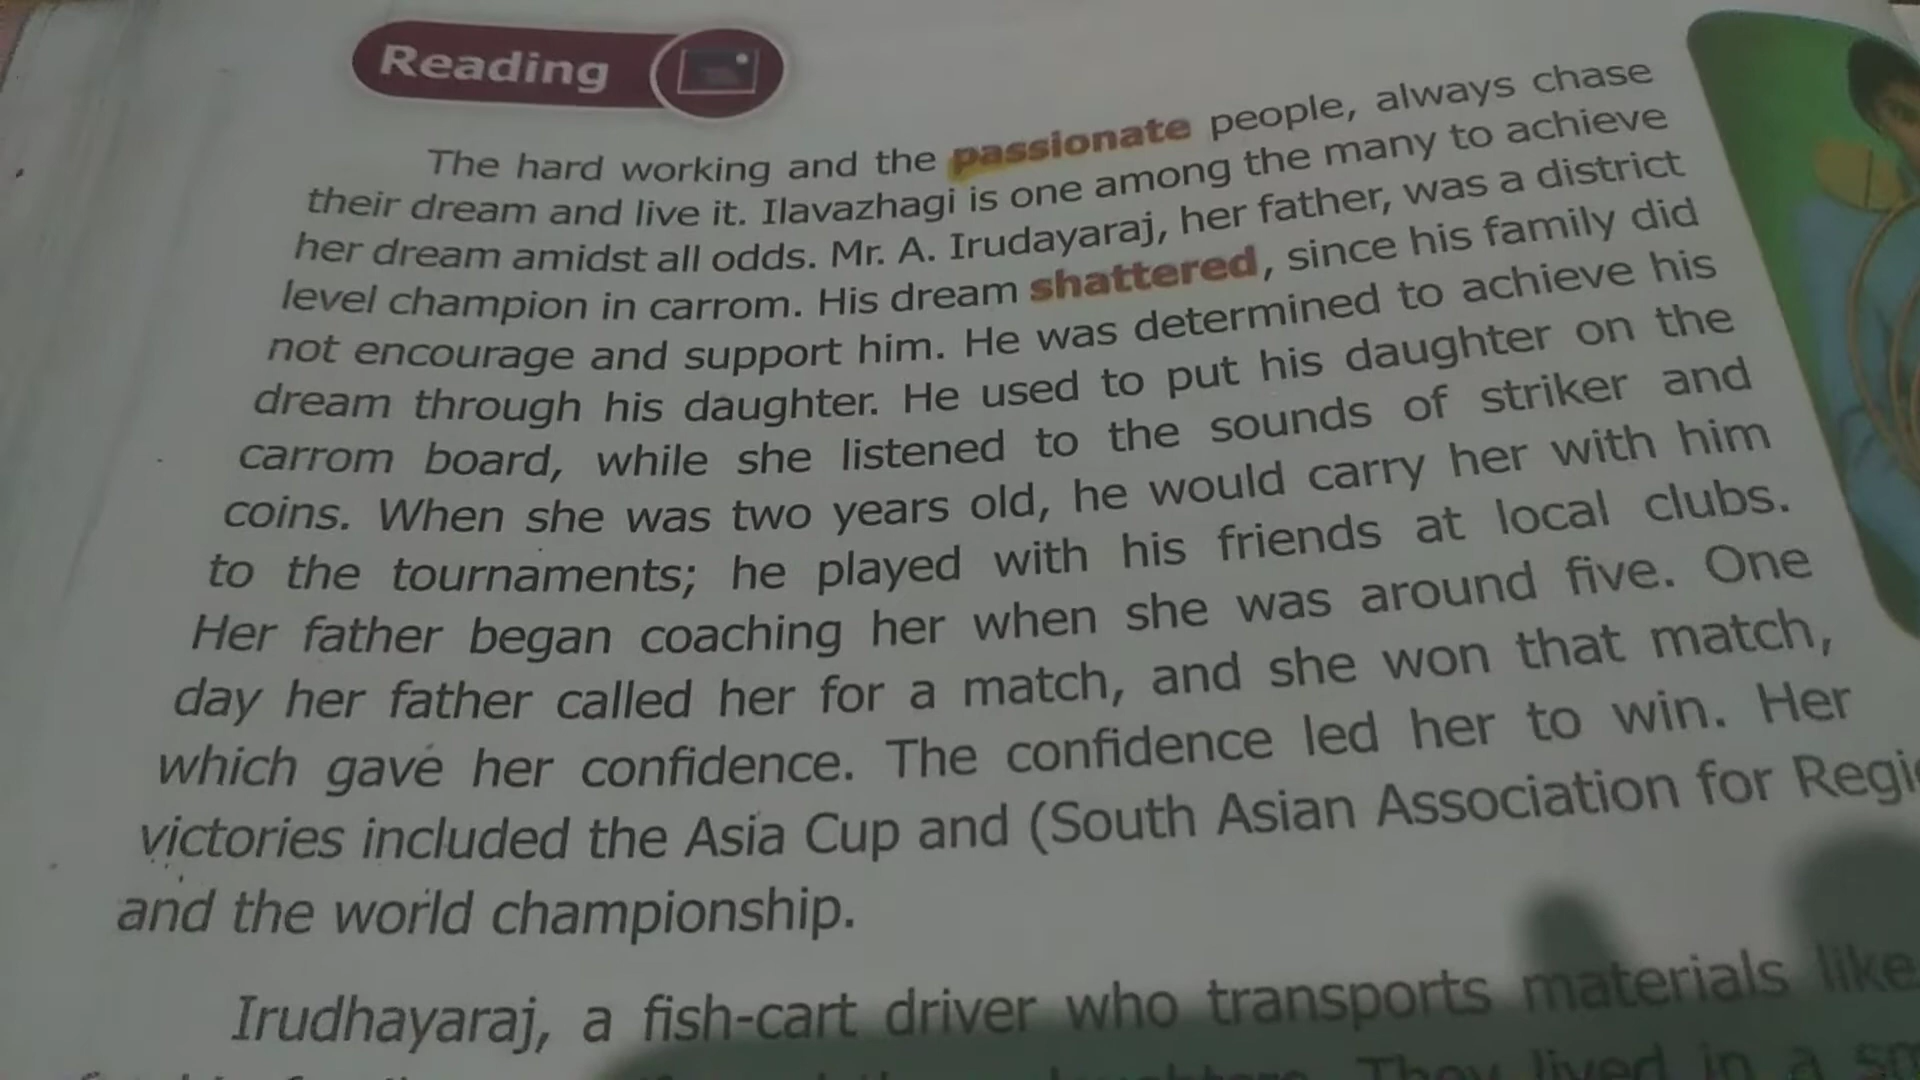 Reading
The hard working and the passionate people, always chase
their dream and live it. Ilavazhagi is one among the many to achieve
her dream amidst all odds. Mr. A. Irudayaraj, her father, was a district
level champion in carrom. His dream shattered, since his family did
not encourage and support him. He was determined to achieve his
dream through his daughter. He used to put his daughter on the
carrom board, while she listened to the sounds of striker and
coins. When she was two years old, he would carry her with him
to the tournaments; he played with his friends at local clubs.
Her father began coaching her when she was around five. One
day her father called her for a match, and she won that match,
which gave her confidence. The confidence led her to win. Her
victories included the Asia Cup and (South Asian Association for
and the world championship.
Irudhayaraj, a fish-cart driver who transports materials like
They lived in a